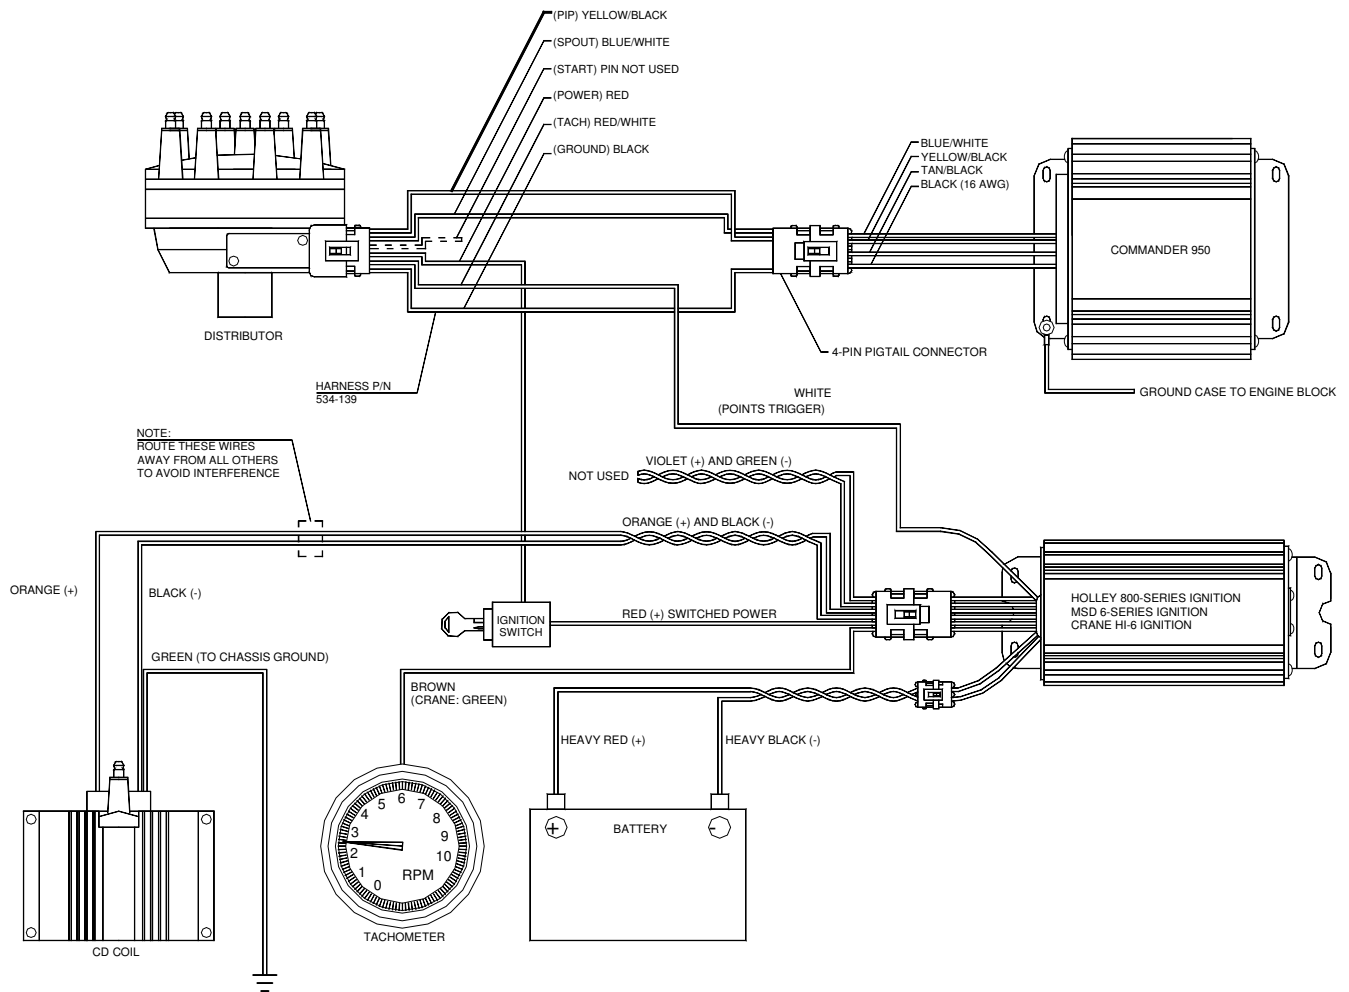 (PIP) YELLOW/BLACK
(SPOUT) BLUE/WHITE
(START) PIN NOT USED
(POWER) RED
(TACH) RED/WHITE
(GROUND) BLACK
BLUE/WHITE
YELLOW/BLACK
TAN/BLACK
BLACK (16 AWG)
COMMANDER 950
DISTRIBUTOR
4-PIN PIGTAIL CONNECTOR
HARNESS P/N
534-139
WHITE
(POINTS TRIGGER)
GROUND CASE TO ENGINE BLOCK
NOTE:
ROUTE THESE WIRES
AWAY FROM ALL OTHERS
TO AVOID INTERFERENCE
VIOLET (+) AND GREEN (-)
NOT USED
ORANGE (+) AND BLACK (-)
ORANGE (+)
BLACK (-)
HOLLEY 800-SERIES IGNITION
MSD 6-SERIES IGNITION
CRANE HI-6 IGNITION
IGNITION
SWITCH
RED (+) SWITCHED POWER
GREEN (TO CHASSIS GROUND)
BROWN
(CRANE: GREEN)
HEAVY RED (+)
HEAVY BLACK (-)
0
1
2
3
4
5
6
7
8
9
10
RPM
+
BATTERY
-
TACHOMETER
CD COIL